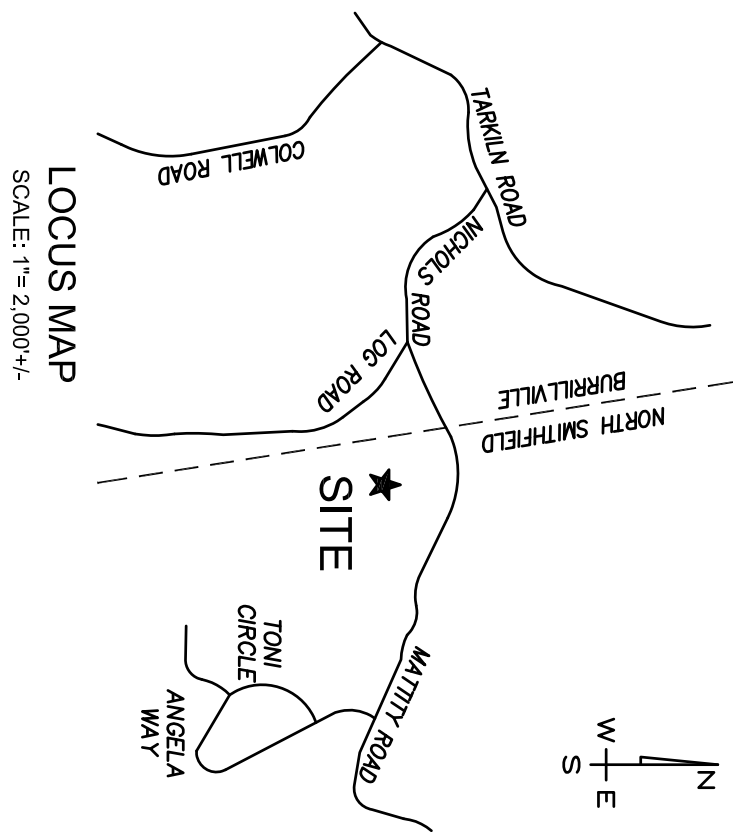 TARKILN ROAD
COLWELL ROAD
NICHOLS ROAD
LOG ROAD
BURRILLVILLE
NORTH SMITHFIELD
SITE
MATTITY ROAD
TONI
CIRCLE
ANGELA
WAY
N
W
E
S
LOCUS MAP
SCALE: 1"= 2,000'+/-